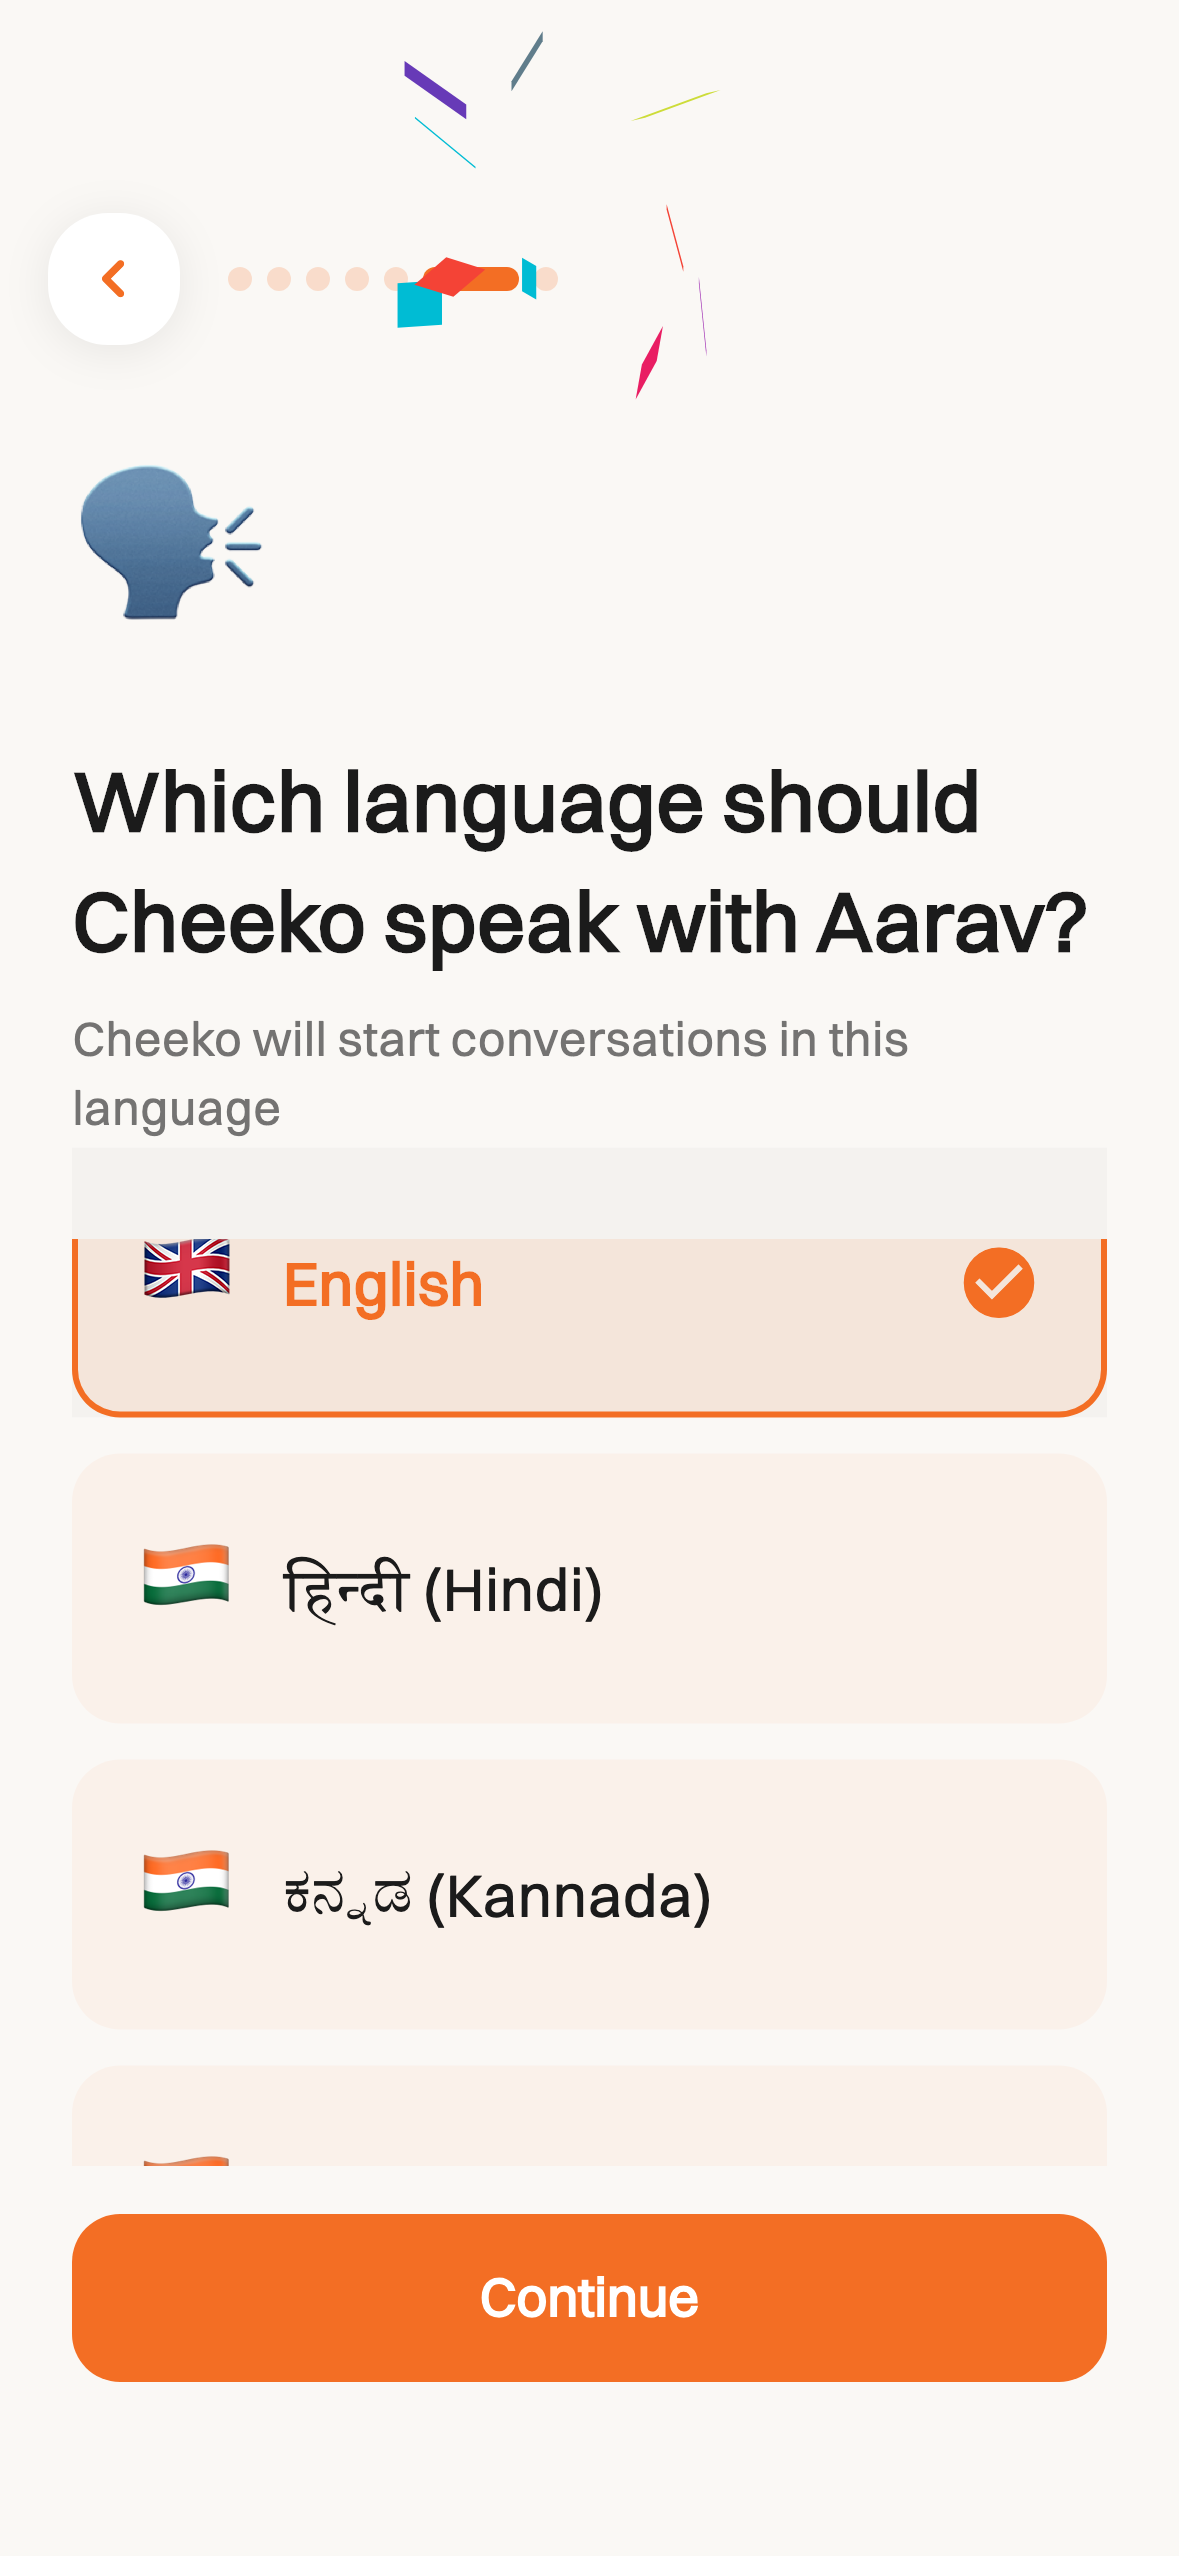 Which language should
Cheeko speak with Aarav?
Cheeko will start conversations in this
language
English
हिन्दी (Hindi)
ಕನ್ನಡ (Kannada)
Continue